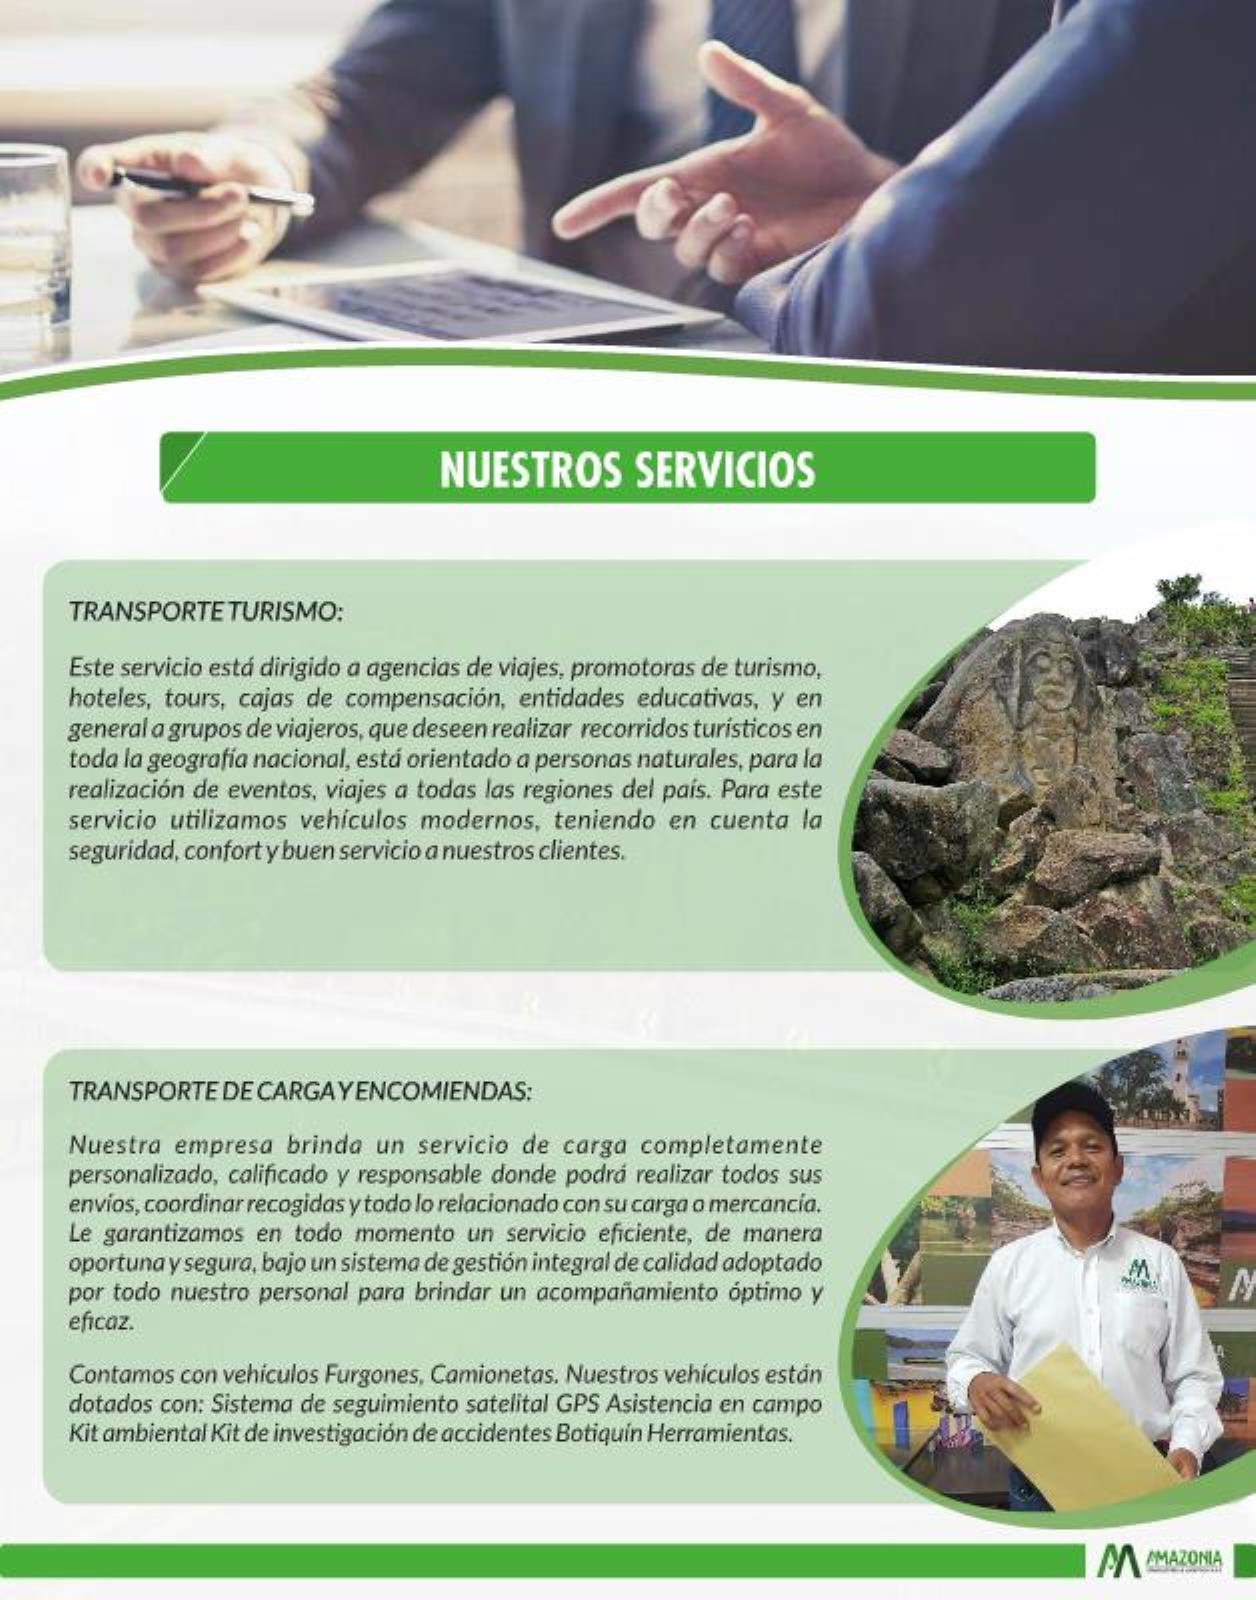 NUESTROS SERVICIOS
TRANSPORTE TURISMO:
Este servicio está dirigido a agencias de viajes, promotoras de turismo,
hoteles, tours, cajas de compensación, entidades educativas, y en
general a grupos de viajeros, que deseen realizar recorridos turísticos en
toda la geografía nacional, está orientado a personas naturales, para la
realización de eventos, viajes a todas las regiones del país. Para este
servicio utilizamos vehículos modernos, teniendo en cuenta la
seguridad, confort y buen servicio a nuestros clientes.
TRANSPORTE DE CARGA Y ENCOMIENDAS:
Nuestra empresa brinda un servicio de carga completamente
personalizado, calificado y responsable donde podrá realizar todos sus
envíos, coordinar recogidas y todo lo relacionado con su carga o mercancía.
Le garantizamos en todo momento un servicio eficiente, de manera
oportuna y segura, bajo un sistema de gestión integral de calidad adoptado
por todo nuestro personal para brindar un acompañamiento óptimo y
eficaz.
Contamos con vehículos Furgones, Camionetas. Nuestros vehículos están
dotados con: Sistema de seguimiento satelital GPS Asistencia en campo
Kit ambiental Kit de investigación de accidentes Botiquín Herramientas.
AMAZONIA
AMAZONIA